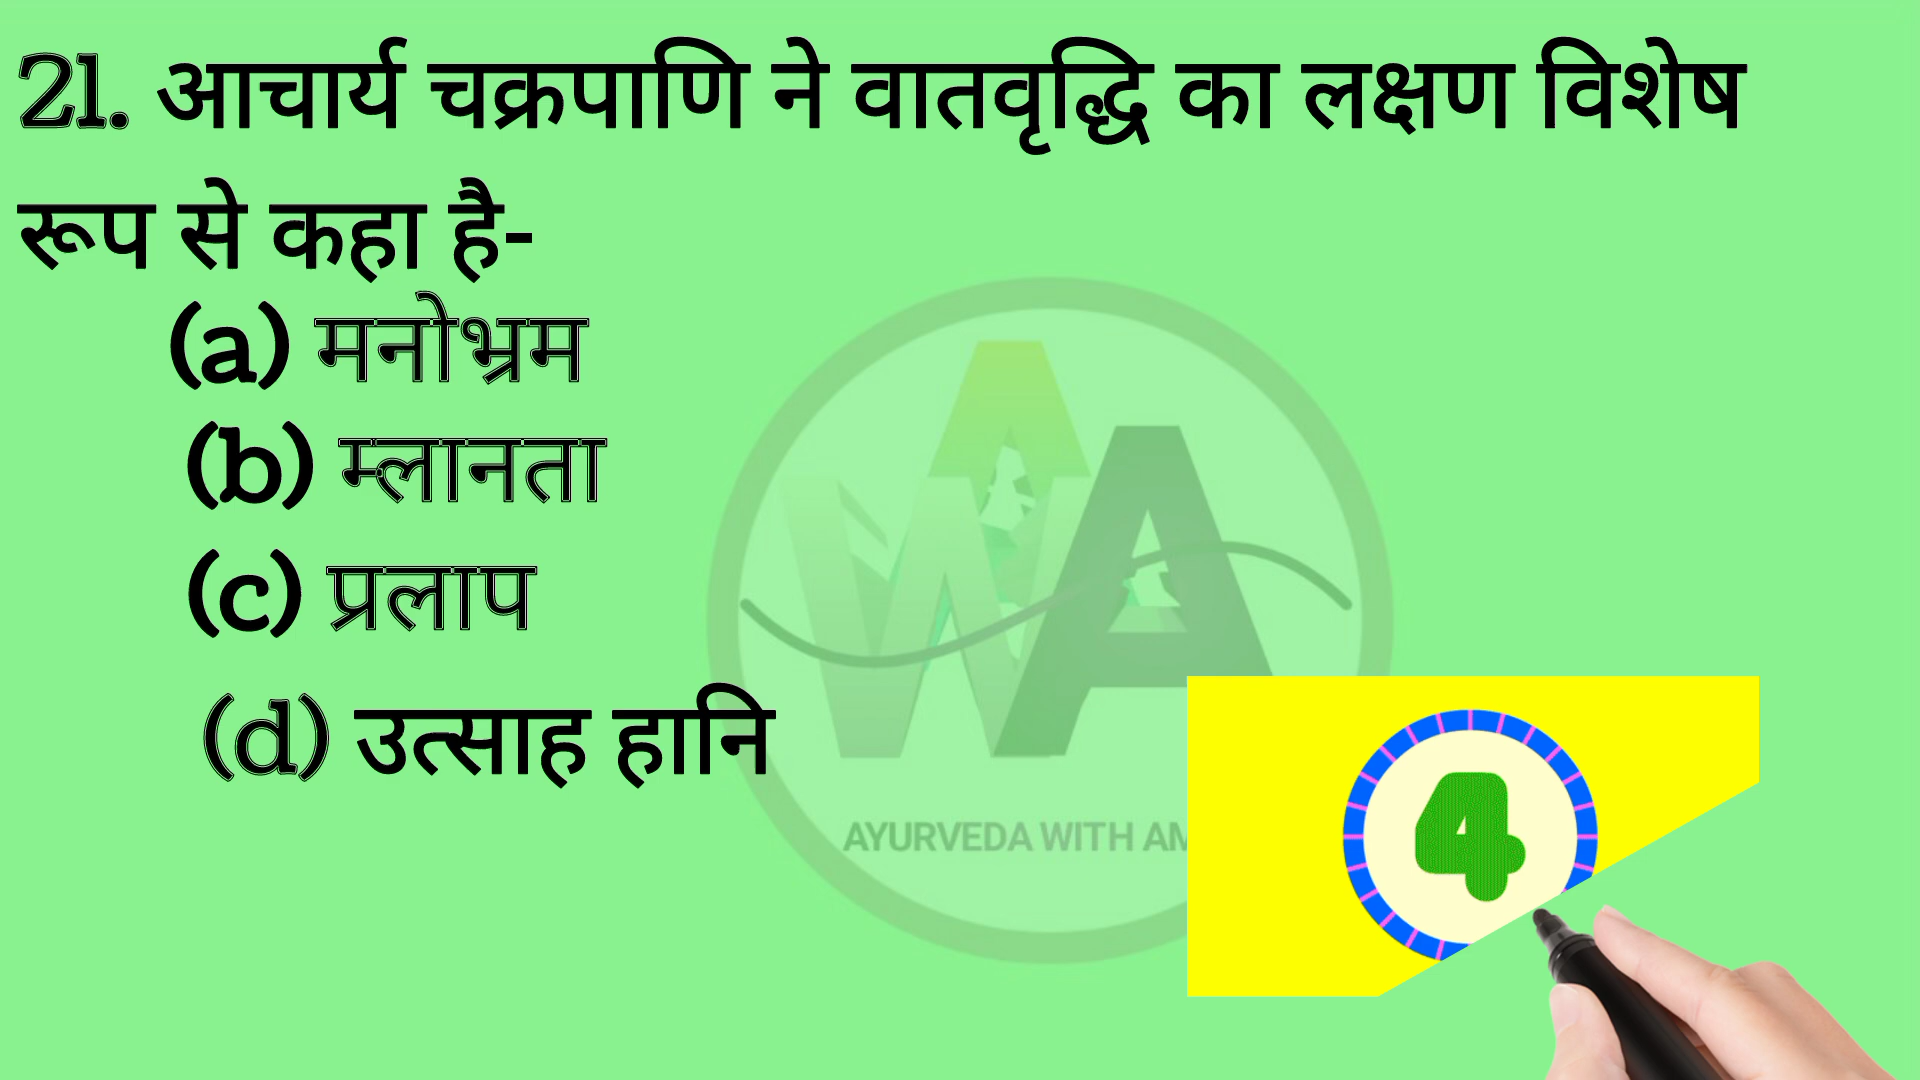 21. आचार्य चक्रपाणि ने वातवृद्धि का लक्षण विशेष
रूप से कहा है-
(a) मनोभ्रम
(b) म्लानता
(c) प्रलाप
(d) उत्साह हानि
AYURVEDA WITH AM
4